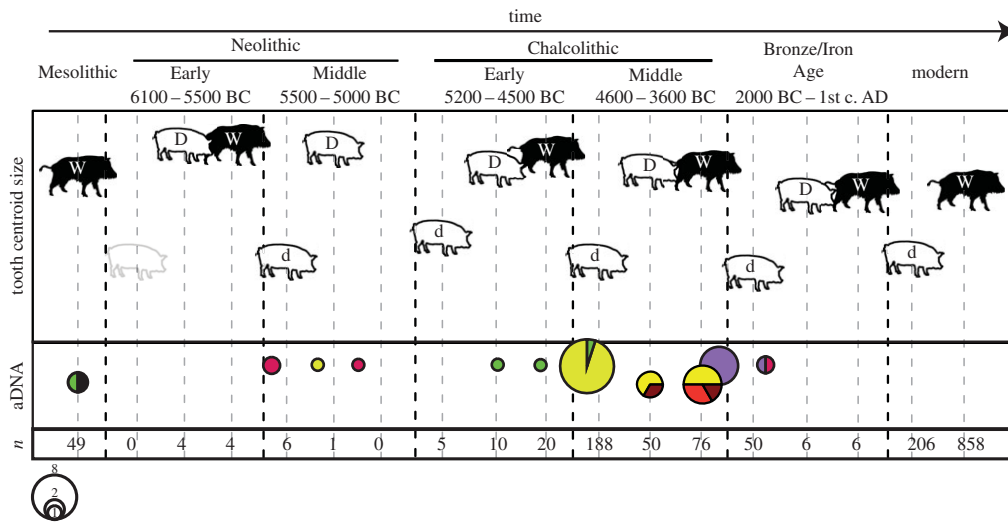 time
Neolithic
Chalcolithic
Bronze/Iron
Mesolithic
Early
Middle
Early
Middle
Age
modern
6100–5500 BC
5500–5000 BC
5200–4500 BC
4600–3600 BC
2000 BC–1st c. AD
tooth centroid size
W
D
W
D
d
d
D
W
d
D
W
d
D
W
d
W
aDNA
n
49
0
4
4
6
1
0
5
10
20
188
50
76
50
6
6
206
858
8
2
1